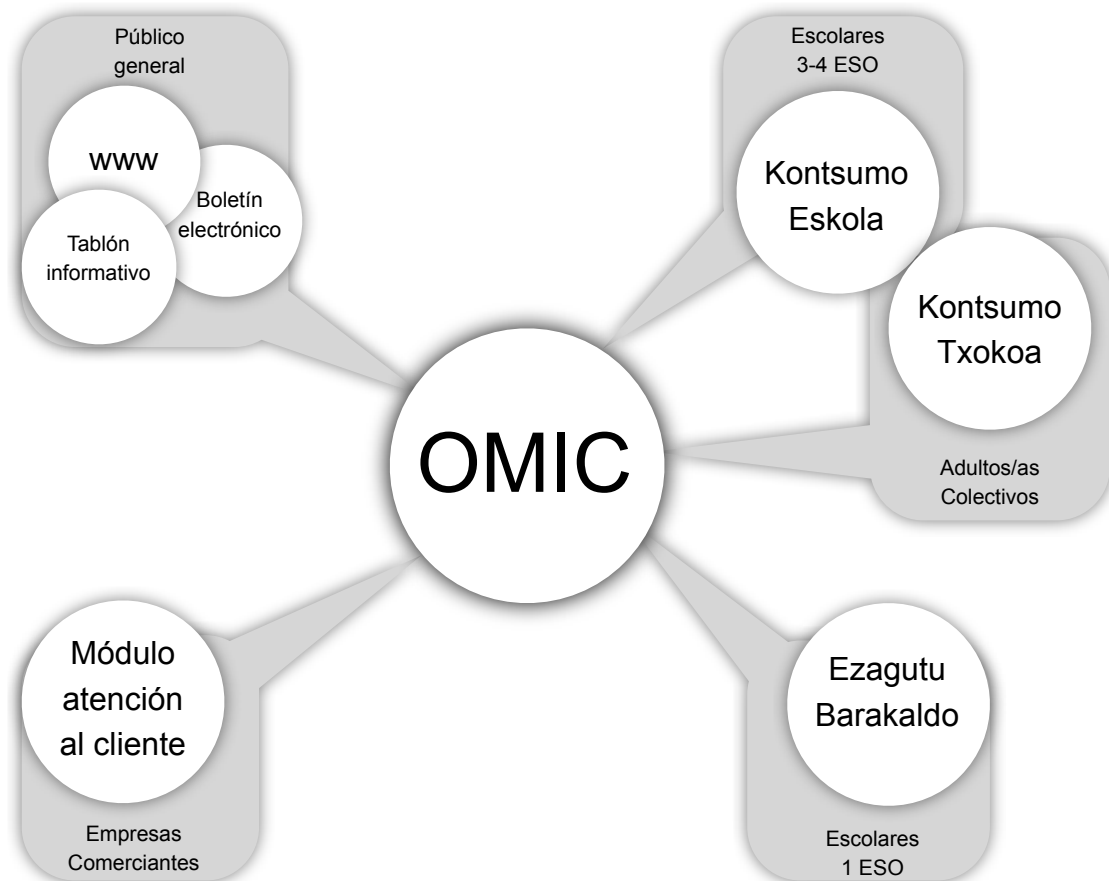 Público
general
www
Boletín
electrónico
Tablón
informativo
Escolares
3-4 ESO
Kontsumo
Eskola
Kontsumo
Txokoa
Adultos/as
Colectivos
OMIC
Módulo
atención
al cliente
Empresas
Comerciantes
Ezagutu
Barakaldo
Escolares
1 ESO